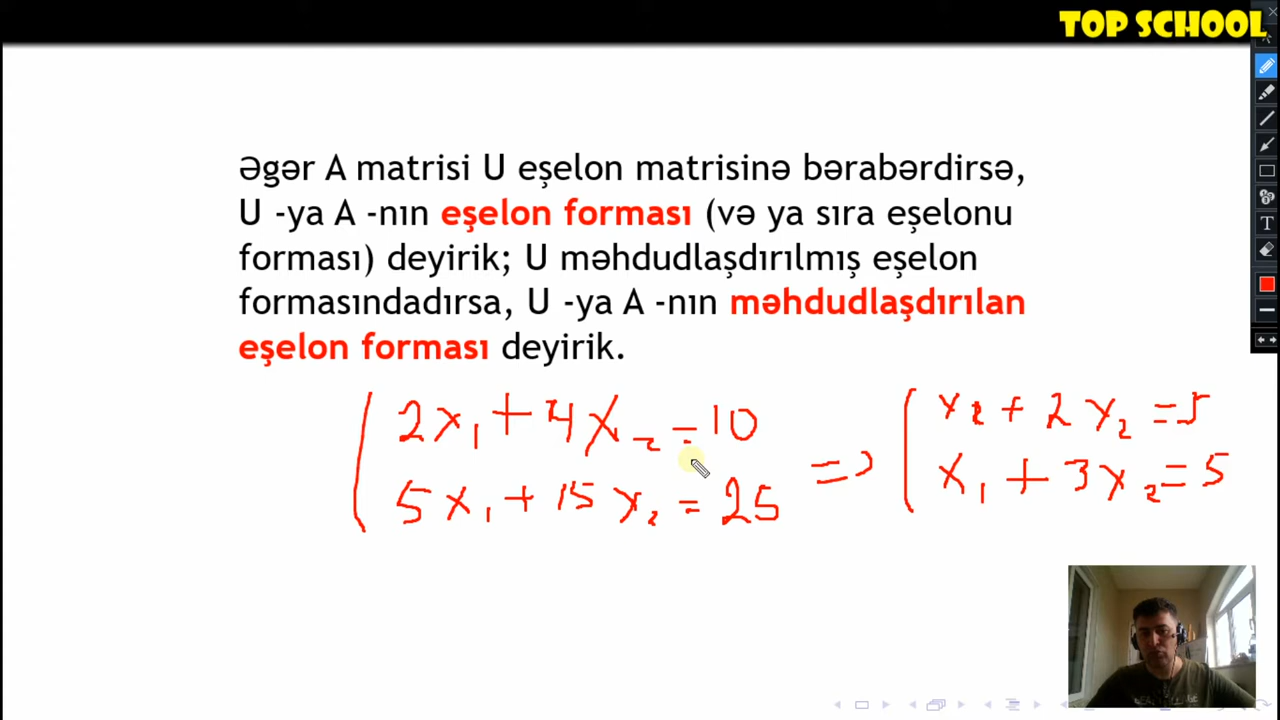 TOP SCHOOL
Əgər A matrisi U eşelon matrisinə bərabərdirsə,
U -ya A -nın eşelon forması (və ya sıra eşelonu
forması) deyirik; U məhdudlaşdırılmış eşelon
formasındadırsa, U -ya A -nın məhdudlaşdırılan
eşelon forması deyirik.
2x₁ + 4x₂ = 10
5x₁ + 15x₂ = 25
=>
x₂ + 2x₂ = 5
x₁ + 3x₂ = 5